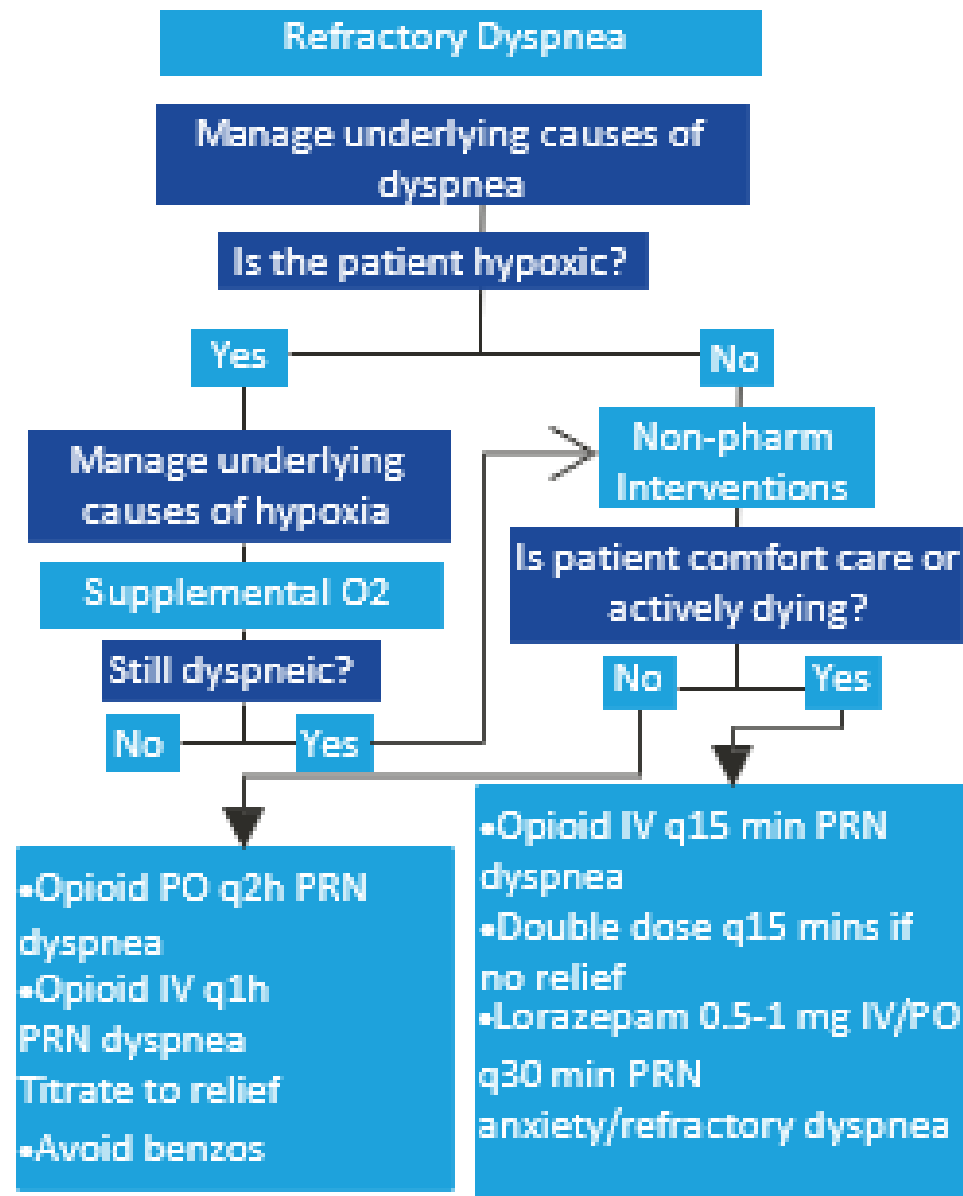 Refractory Dyspnea
Manage underlying causes of
dyspnea
Is the patient hypoxic?
Yes
No
Manage underlying
causes of hypoxia
Non-pharm
Interventions
Supplemental O2
Is patient comfort care or
actively dying?
Still dyspneic?
No
Yes
No
Yes
•Opioid PO q2h PRN
dyspnea
•Opioid IV q1h
PRN dyspnea
Titrate to relief
•Avoid benzos
•Opioid IV q15 min PRN
dyspnea
•Double dose q15 mins if
no relief
•Lorazepam 0.5-1 mg IV/PO
q30 min PRN
anxiety/refractory dyspnea